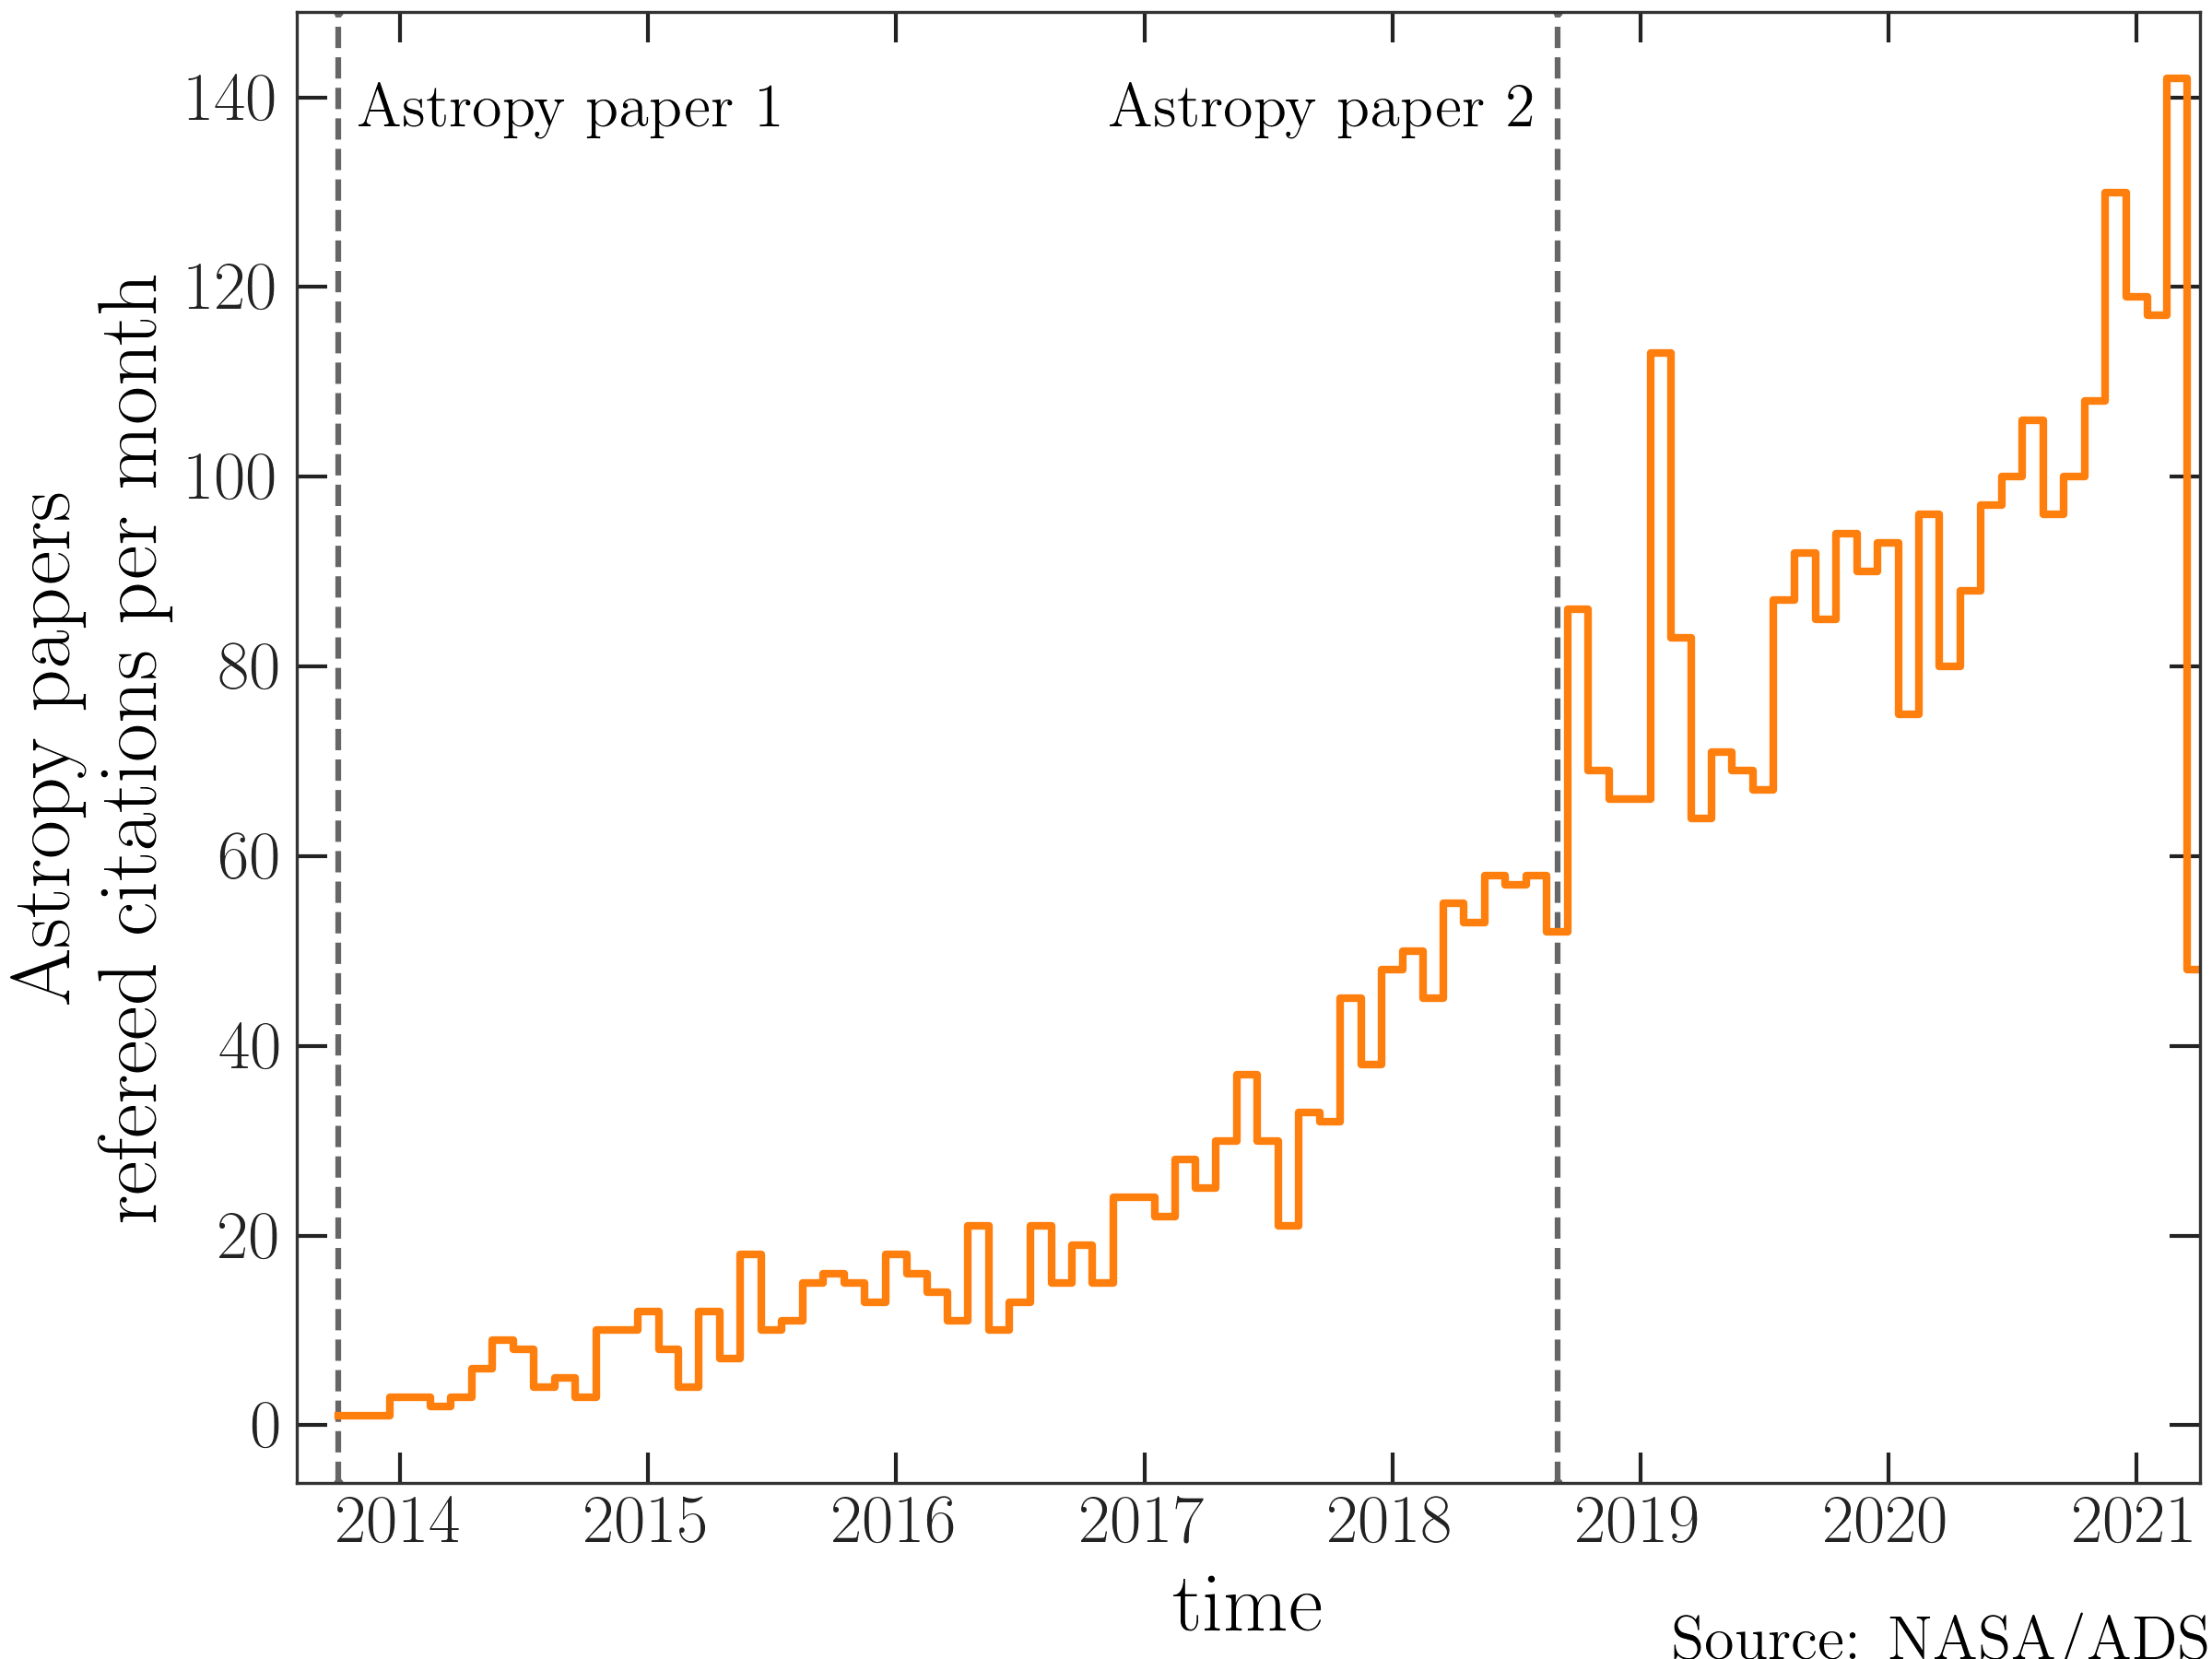 Astropy paper 1
Astropy paper 2
Astropy papers
refereed citations per month
140
120
100
80
60
40
20
0
2014
2015
2016
2017
2018
2019
2020
2021
time
Source: NASA/ADS